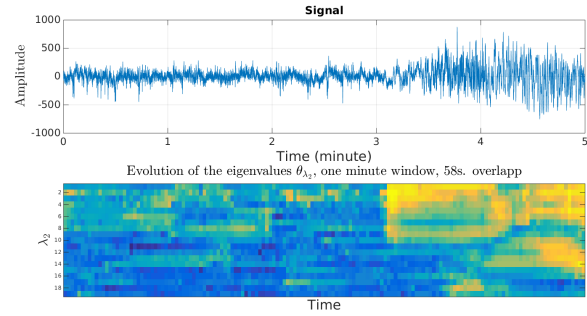 Signal
1000
500
0
-500
-1000
Amplitude
0 1 2 3 4 5
Time (minute)
Evolution of the eigenvalues θ_λ₂, one minute window, 58s. overlapp
2
4
6
8
10
12
14
16
18
λ₂
Time